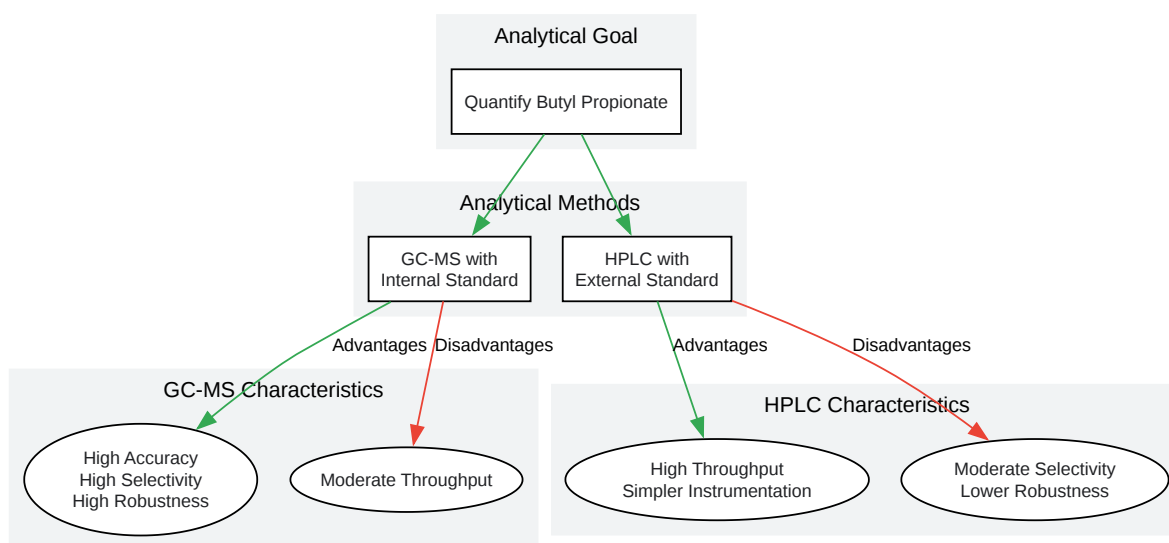 Analytical Goal
Quantify Butyl Propionate
Analytical Methods
GC-MS with
Internal Standard
HPLC with
External Standard
Advantages
Disadvantages
Advantages
Disadvantages
GC-MS Characteristics
High Accuracy
High Selectivity
High Robustness
Moderate Throughput
HPLC Characteristics
High Throughput
Simpler Instrumentation
Moderate Selectivity
Lower Robustness